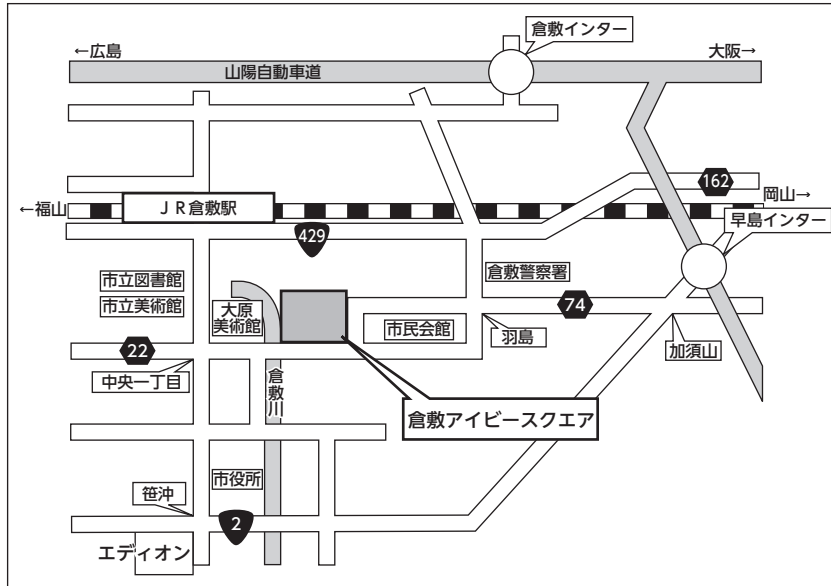 倉敷インター
←広島
大阪→
山陽自動車道
162
←福山
JR倉敷駅
岡山→
429
早島インター
市立図書館
市立美術館
大原
美術館
倉敷警察署
74
市民会館
羽島
加須山
22
中央一丁目
倉敷川
倉敷アイビースクエア
市役所
笹沖
2
エディオン